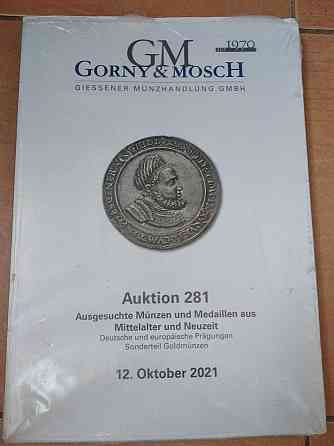 GM
1970
GORNY & MOSCH
GIESSENER MÜNZHANDLUNG GMBH
Auktion 281
Ausgesuchte Münzen und Medaillen aus
Mittelalter und Neuzeit
Deutsche und europäische Prägungen
Sonderteil Goldmünzen
12. Oktober 2021